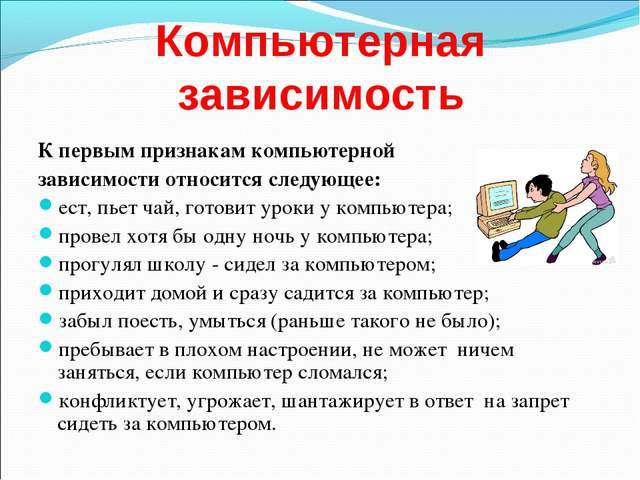 Компьютерная
зависимость
К первым признакам компьютерной
зависимости относится следующее:
ест, пьет чай, готовит уроки у компьютера;
провел хотя бы одну ночь у компьютера;
прогулял школу - сидел за компьютером;
приходит домой и сразу садится за компьютер;
забыл поесть, умыться (раньше такого не было);
пребывает в плохом настроении, не может ничем
заняться, если компьютер сломался;
конфликтует, угрожает, шантажирует в ответ на запрет
сидеть за компьютером.